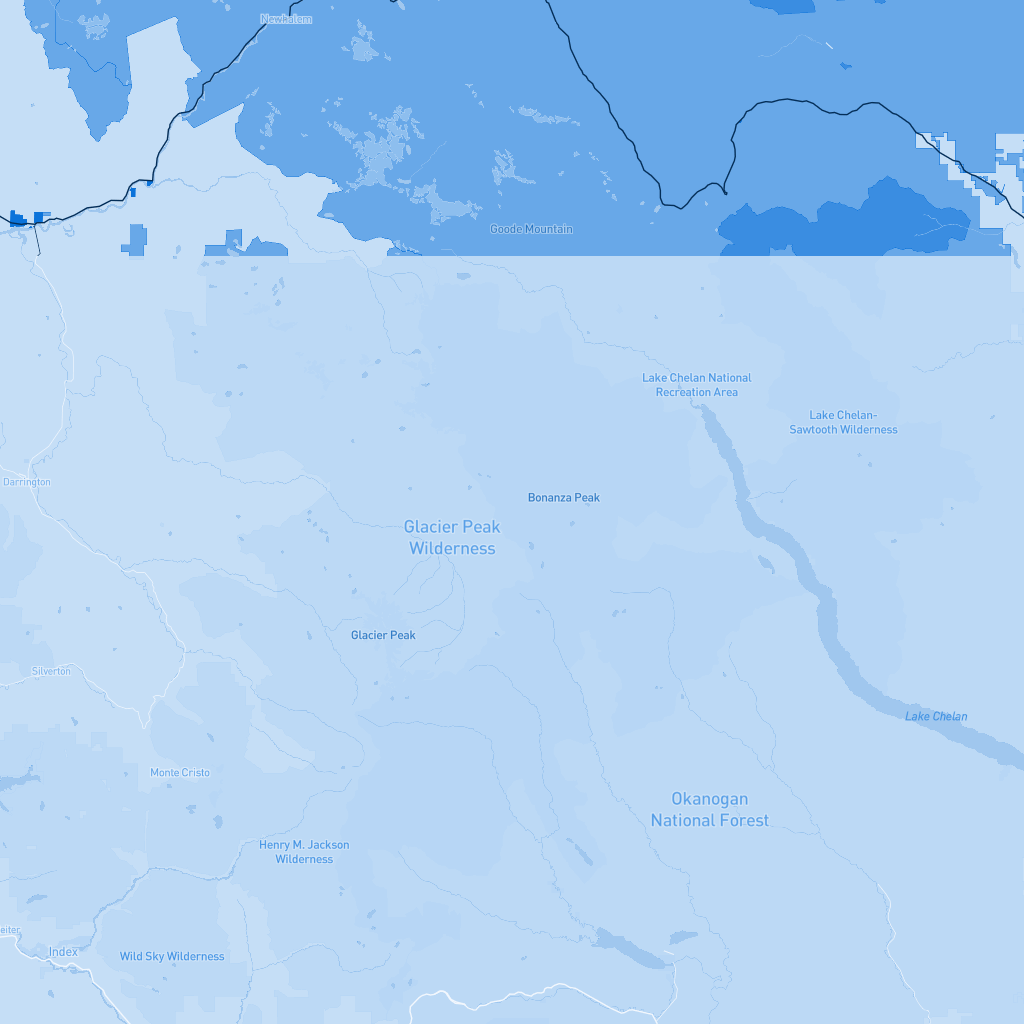 Newhalem
Goode Mountain
Lake Chelan National
Recreation Area
Lake Chelan-
Sawtooth Wilderness
Darrington
Bonanza Peak
Glacier Peak
Wilderness
Glacier Peak
Silverton
Lake Chelan
Monte Cristo
Okanogan
National Forest
Henry M. Jackson
Wilderness
eiter
Index
Wild Sky Wilderness